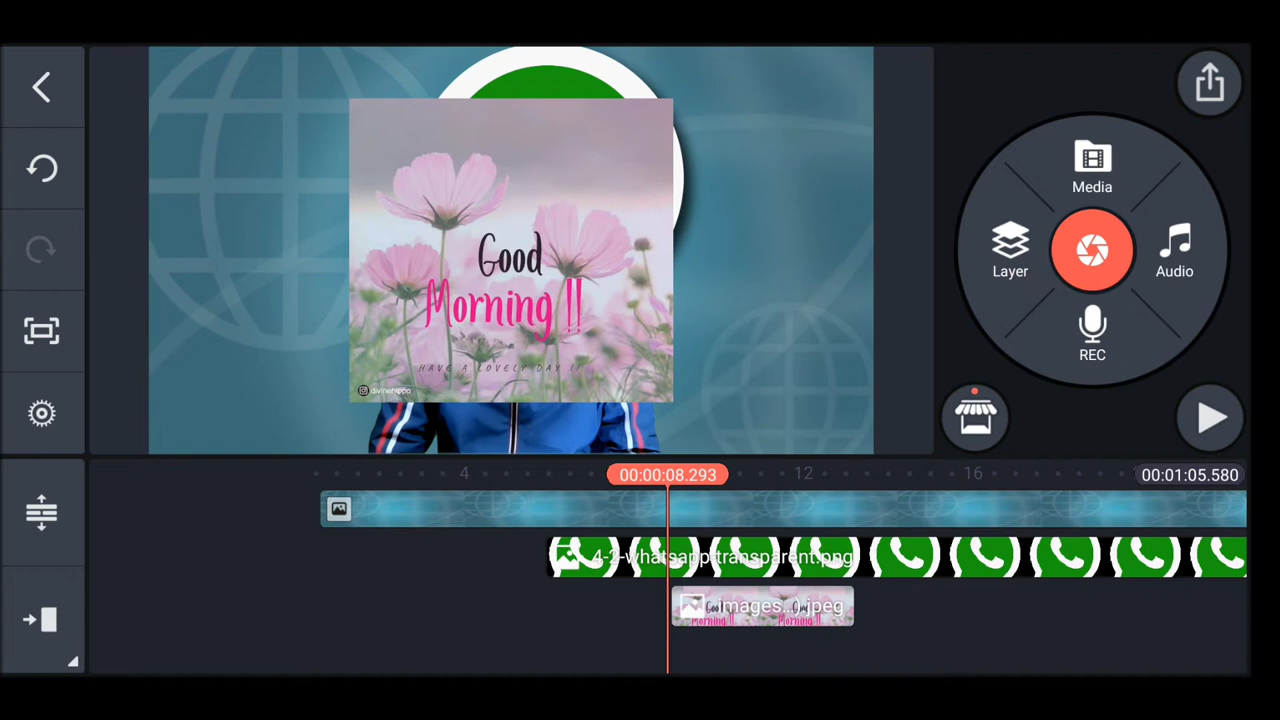 Good
Morning !!
HAVE A LOVELY DAY !!
divinehippo
Media
Layer
Audio
REC
4
00:00:08.293
12
16
00:01:05.580
4-2-whatsapp-transparent.png
images...).jpeg